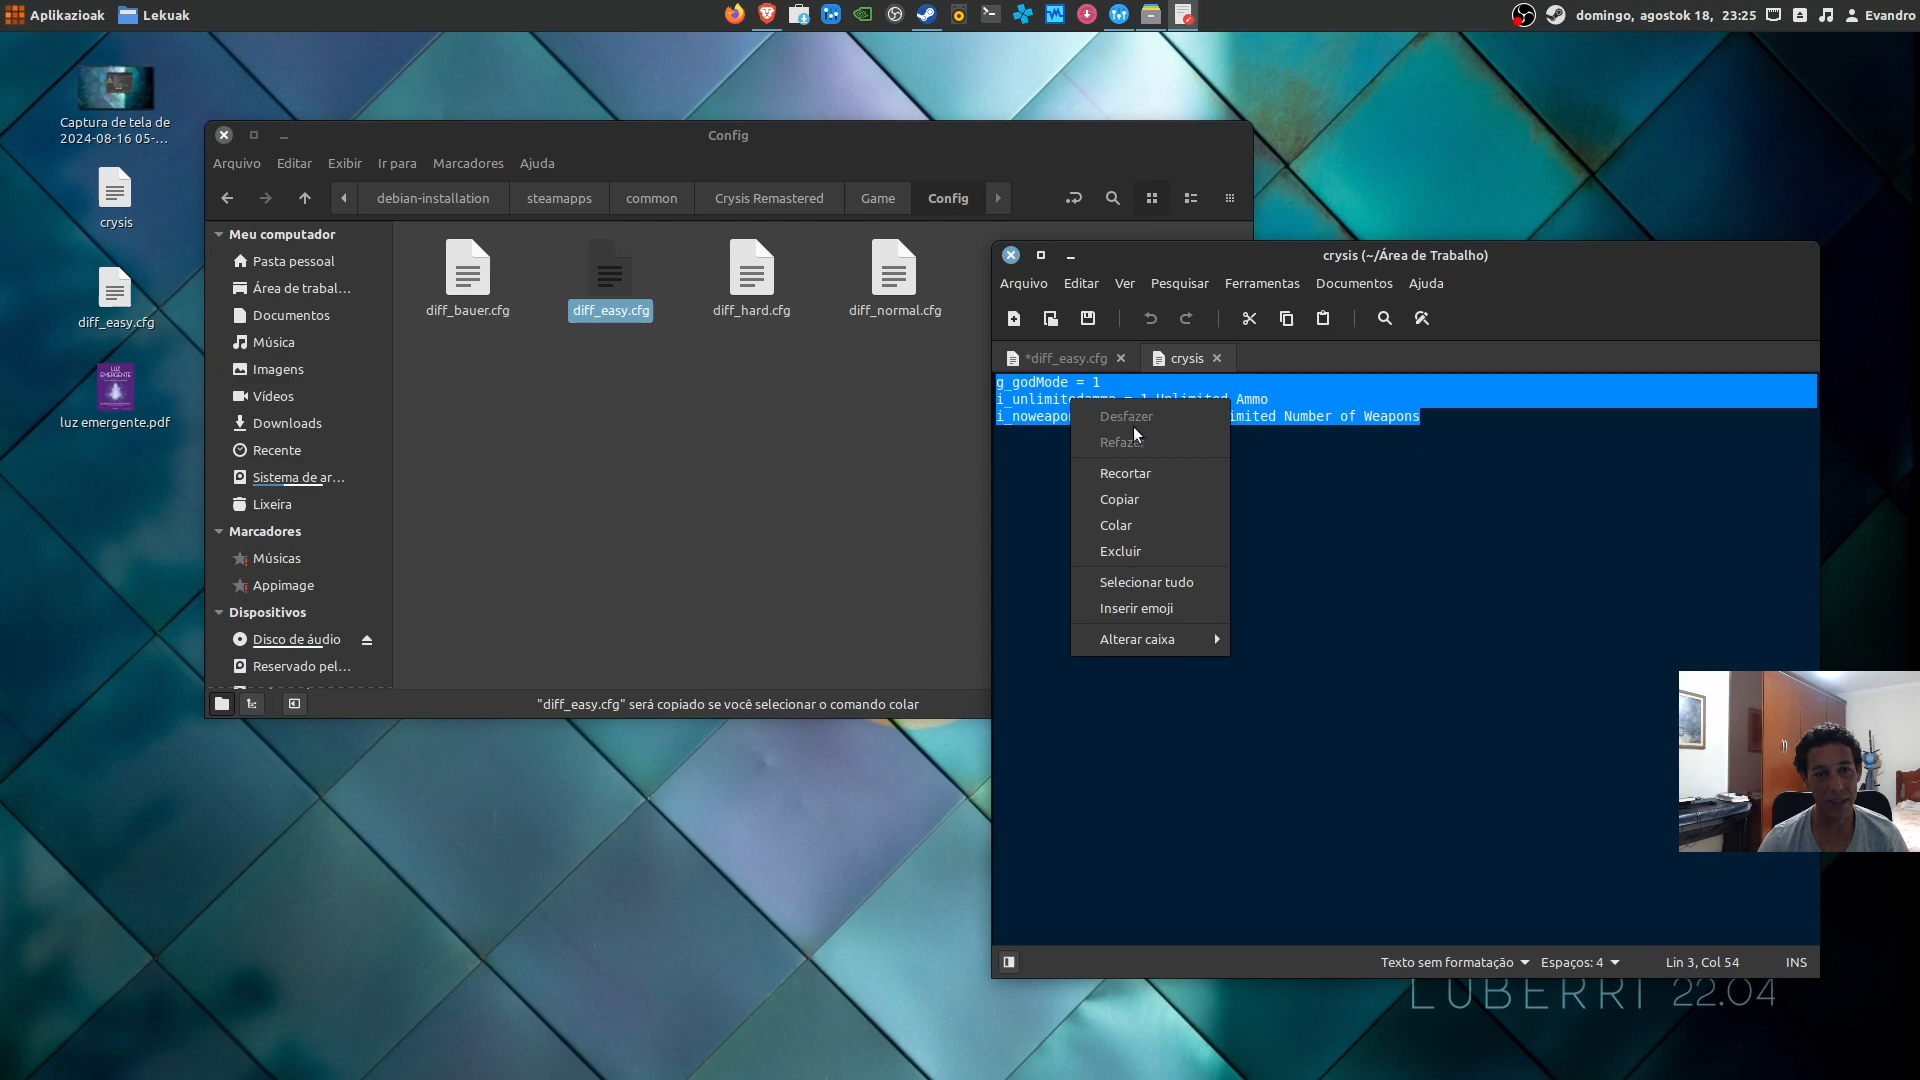 Aplikazioak
Lekuak
domingo, agostok 18, 23:25
Evandro
Captura de tela de
2024-08-16 05-...
crysis
diff_easy.cfg
luz emergente.pdf
Config
Arquivo Editar Exibir Ir para Marcadores Ajuda
debian-installation steamapps common Crysis Remastered Game Config
Meu computador
Pasta pessoal
Área de trabal...
Documentos
Música
Imagens
Vídeos
Downloads
Recente
Sistema de ar...
Lixeira
Marcadores
Músicas
Appimage
Dispositivos
Disco de áudio
Reservado pel...
diff_bauer.cfg
diff_easy.cfg
diff_hard.cfg
diff_normal.cfg
"diff_easy.cfg" será copiado se você selecionar o comando colar
crysis (~/Área de Trabalho)
Arquivo Editar Ver Pesquisar Ferramentas Documentos Ajuda
*diff_easy.cfg
crysis
g_godMode = 1
i_unlimitedammo = 1 Unlimited Ammo
Number of Weapons
Desfazer
Refazer
Recortar
Copiar
Colar
Excluir
Selecionar tudo
Inserir emoji
Alterar caixa
Texto sem formatação
Espaços: 4
Lin 3, Col 54
INS
LUBERRI 22.04